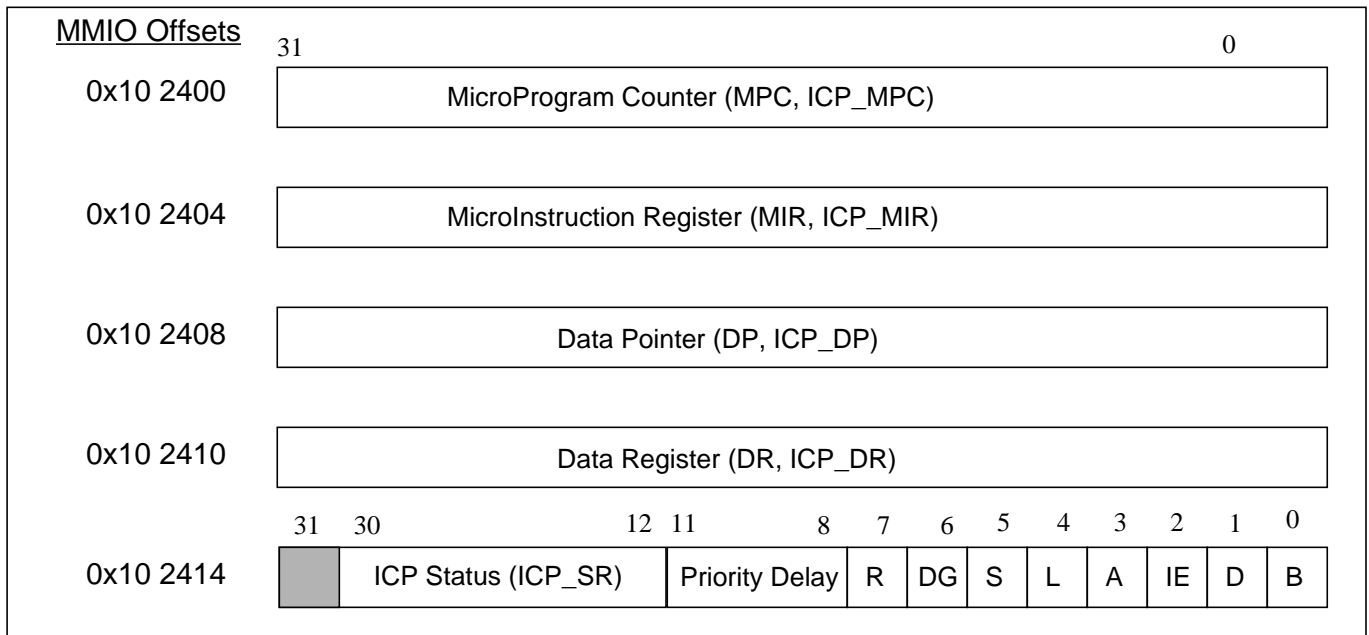 MMIO Offsets
31 0
0x10 2400 MicroProgram Counter (MPC, ICP_MPC)
0x10 2404 MicroInstruction Register (MIR, ICP_MIR)
0x10 2408 Data Pointer (DP, ICP_DP)
0x10 2410 Data Register (DR, ICP_DR)
31 30 12 11 8 7 6 5 4 3 2 1 0
0x10 2414 ICP Status (ICP_SR) Priority Delay R DG S L A IE D B